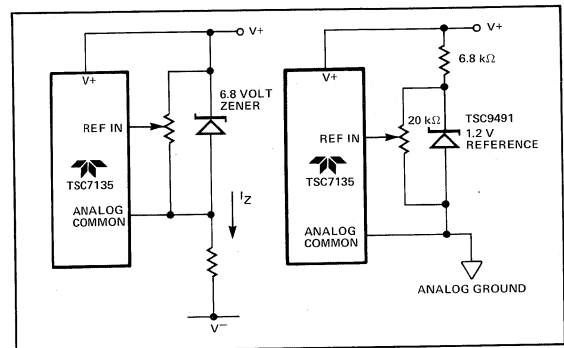 V+
V+
6.8 VOLT
ZENER
REF IN
TSC7135
IZ
ANALOG
COMMON
V−
V+
V+
6.8 kΩ
20 kΩ
TSC9491
1.2 V
REFERENCE
REF IN
TSC7135
ANALOG
COMMON
ANALOG GROUND